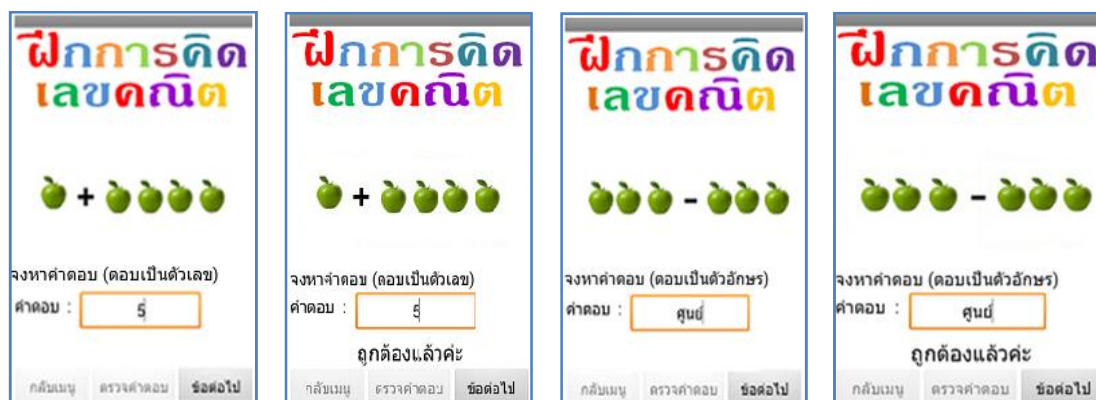 ฝึกการคิด
เลขคณิต
+
จงหาคำตอบ (ตอบเป็นตัวเลข)
คำตอบ : 5
กลับเมนู ตรวจคำตอบ ข้อต่อไป
ฝึกการคิด
เลขคณิต
+
จงหาคำตอบ (ตอบเป็นตัวเลข)
คำตอบ : 5
ถูกต้องแล้วค่ะ
กลับเมนู ตรวจคำตอบ ข้อต่อไป
ฝึกการคิด
เลขคณิต
-
จงหาคำตอบ (ตอบเป็นตัวอักษร)
คำตอบ : ศูนย์
กลับเมนู ตรวจคำตอบ ข้อต่อไป
ฝึกการคิด
เลขคณิต
-
จงหาคำตอบ (ตอบเป็นตัวอักษร)
คำตอบ : ศูนย์
ถูกต้องแล้วค่ะ
กลับเมนู ตรวจคำตอบ ข้อต่อไป